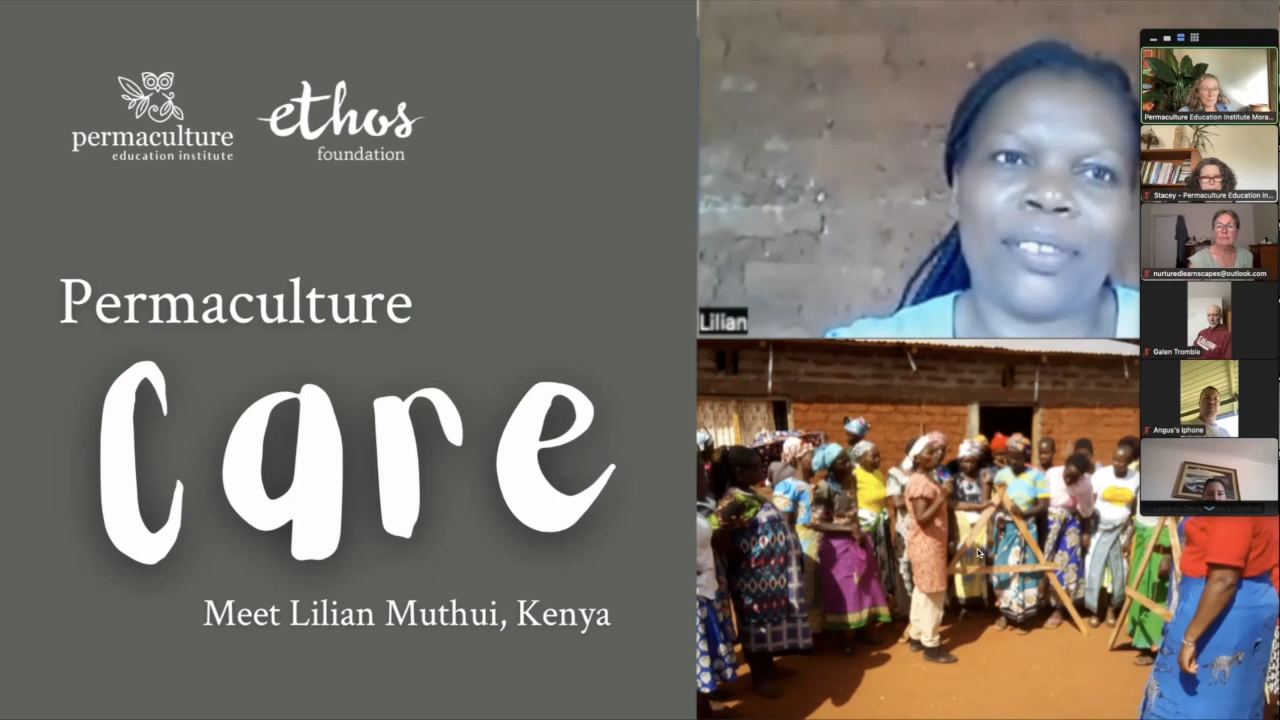 permaculture
education institute
ethos
foundation
Permaculture
Care
Meet Lilian Muthui, Kenya
Lilian
Permaculture Education Institute Mora...
Stacey - Permaculture Education In...
nurturedlearnscapes@outlook.com
Galen Tromble
Angus's Iphone